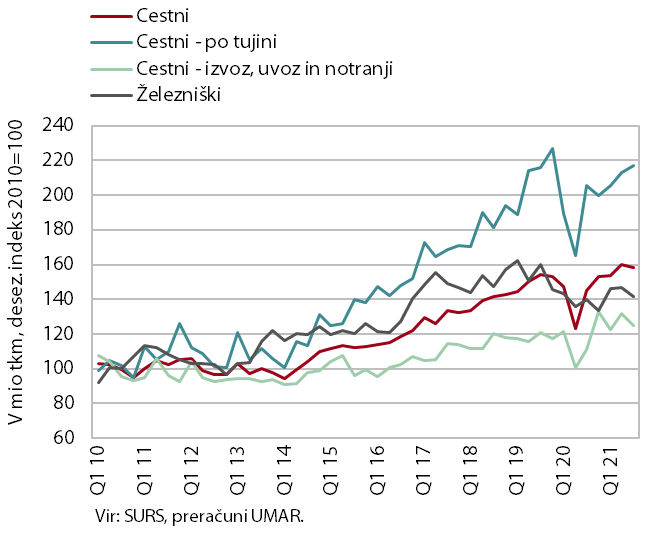 Cestni
Cestni - po tujini
Cestni - izvoz, uvoz in notranji
Železniški
V mio tkm, desez. indeks 2010=100
240
220
200
180
160
140
120
100
80
60
Q1 10
Q1 11
Q1 12
Q1 13
Q1 14
Q1 15
Q1 16
Q1 17
Q1 18
Q1 19
Q1 20
Q1 21
Vir: SURS, preračuni UMAR.